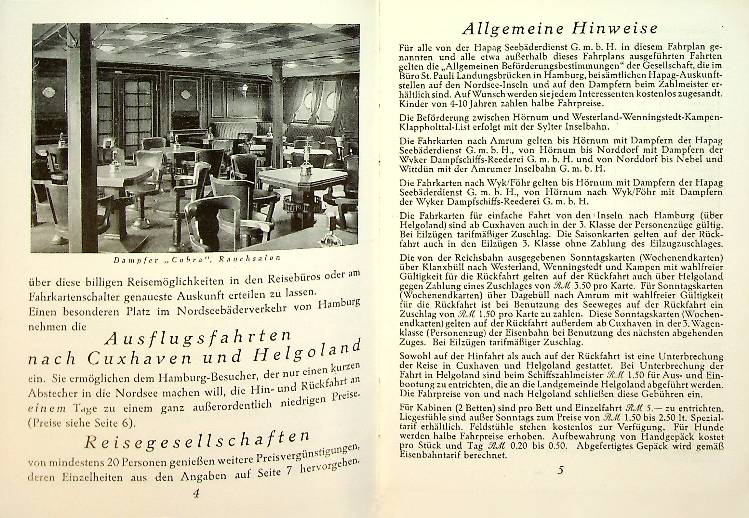 Dampfer „Cobra“, Rauchsalon
über diese billigen Reisemöglichkeiten in den Reisebüros oder am
Fahrkartenschalter genaueste Auskunft erteilen zu lassen.
Einen besonderen Platz im Nordseebäderverkehr von Hamburg
nehmen die
Ausflugsfahrten
nach Cuxhaven und Helgoland
ein. Sie ermöglichen dem Hamburg-Besucher, der nur einen kurzen
Abstecher in die Nordsee machen will, die Hin- und Rückfahrt an
einem Tage zu einem ganz außerordentlich niedrigen Preise.
(Preise siehe Seite 6).
Reisegesellschaften
von mindestens 20 Personen genießen weitere Preisvergünstigungen,
deren Einzelheiten aus den Angaben auf Seite 7 hervorgehen.
4
Allgemeine Hinweise
Für alle von der Hapag Seebäderdienst G. m. b. H. in diesem Fahrplan ge-
nannten und alle etwa außerhalb dieses Fahrplans ausgeführten Fahrten
gelten die „Allgemeinen Beförderungsbestimmungen“ der Gesellschaft, die im
Büro St. Pauli Landungsbrücken in Hamburg, bei sämtlichen Hapag-Auskunft-
stellen auf den Nordsee-Inseln und auf den Dampfern beim Zahlmeister er-
hältlich sind. Auf Wunsch werden sie jedem Interessenten kostenlos zugesandt.
Kinder von 4-10 Jahren zahlen halbe Fahrpreise.
Die Beförderung zwischen Hörnum und Westerland-Wenningstedt-Kampen-
Klappholttal-List erfolgt mit der Sylter Inselbahn.
Die Fahrkarten nach Amrum gelten bis Hörnum mit Dampfern der Hapag
Seebäderdienst G. m. b. H., von Hörnum bis Norddorf mit Dampfern der
Wyker Dampfschiffs-Reederei G. m. b. H. und von Norddorf bis Nebel und
Wittdün mit der Amrumer Inselbahn G. m. b. H.
Die Fahrkarten nach Wyk/Föhr gelten bis Hörnum mit Dampfern der Hapag
Seebäderdienst G. m. b. H., von Hörnum nach Wyk/Föhr mit Dampfern
der Wyker Dampfschiffs-Reederei G. m. b. H.
Die Fahrkarten für einfache Fahrt von den Inseln nach Hamburg (über
Helgoland) sind ab Cuxhaven auch in der 3. Klasse der Personenzüge gültig.
Bei Eilzügen tarifmäßiger Zuschlag. Die Saisonkarten gelten auf der Rück-
fahrt auch in den Eilzügen 3. Klasse ohne Zahlung des Eilzugzuschlages.
Die von der Reichsbahn ausgegebenen Sonntagskarten (Wochenendkarten)
über Klanxbüll nach Westerland, Wenningstedt und Kampen mit wahlfreier
Gültigkeit für die Rückfahrt gelten auf der Rückfahrt auch über Helgoland
gegen Zahlung eines Zuschlages von RM 3.50 pro Karte. Für Sonntagskarten
(Wochenendkarten) über Dagebüll nach Amrum mit wahlfreier Gültigkeit
für die Rückfahrt ist bei Benutzung des Seeweges auf der Rückfahrt ein
Zuschlag von RM 1.50 pro Karte zu zahlen. Diese Sonntagskarten (Wochen-
endkarten) gelten auf der Rückfahrt außerdem ab Cuxhaven in der 3. Wagen-
klasse (Personenzug) der Eisenbahn bei Benutzung des nächsten abgehenden
Zuges. Bei Eilzügen tarifmäßiger Zuschlag.
Sowohl auf der Hinfahrt als auch auf der Rückfahrt ist eine Unterbrechung
der Reise in Cuxhaven und Helgoland gestattet. Bei Unterbrechung der
Fahrt in Helgoland sind beim Schiffszahlmeister RM 1.50 für Aus- und Ein-
bootung zu entrichten, die an die Landgemeinde Helgoland abgeführt werden.
Die Fahrpreise von und nach Helgoland schließen diese Gebühren ein.
Für Kabinen (2 Betten) sind pro Bett und Einzelfahrt RM 5.— zu entrichten.
Liegestühle sind außer Sonntags zum Preise von RM 1.50 bis 2.50 lt. Spezial-
tarif erhältlich. Feldstühle stehen kostenlos zur Verfügung. Für Hunde
werden halbe Fahrpreise erhoben. Aufbewahrung von Handgepäck kostet
pro Stück und Tag RM 0.20 bis 0.50. Abgefertigtes Gepäck wird gemäß
Eisenbahntarif berechnet.
5